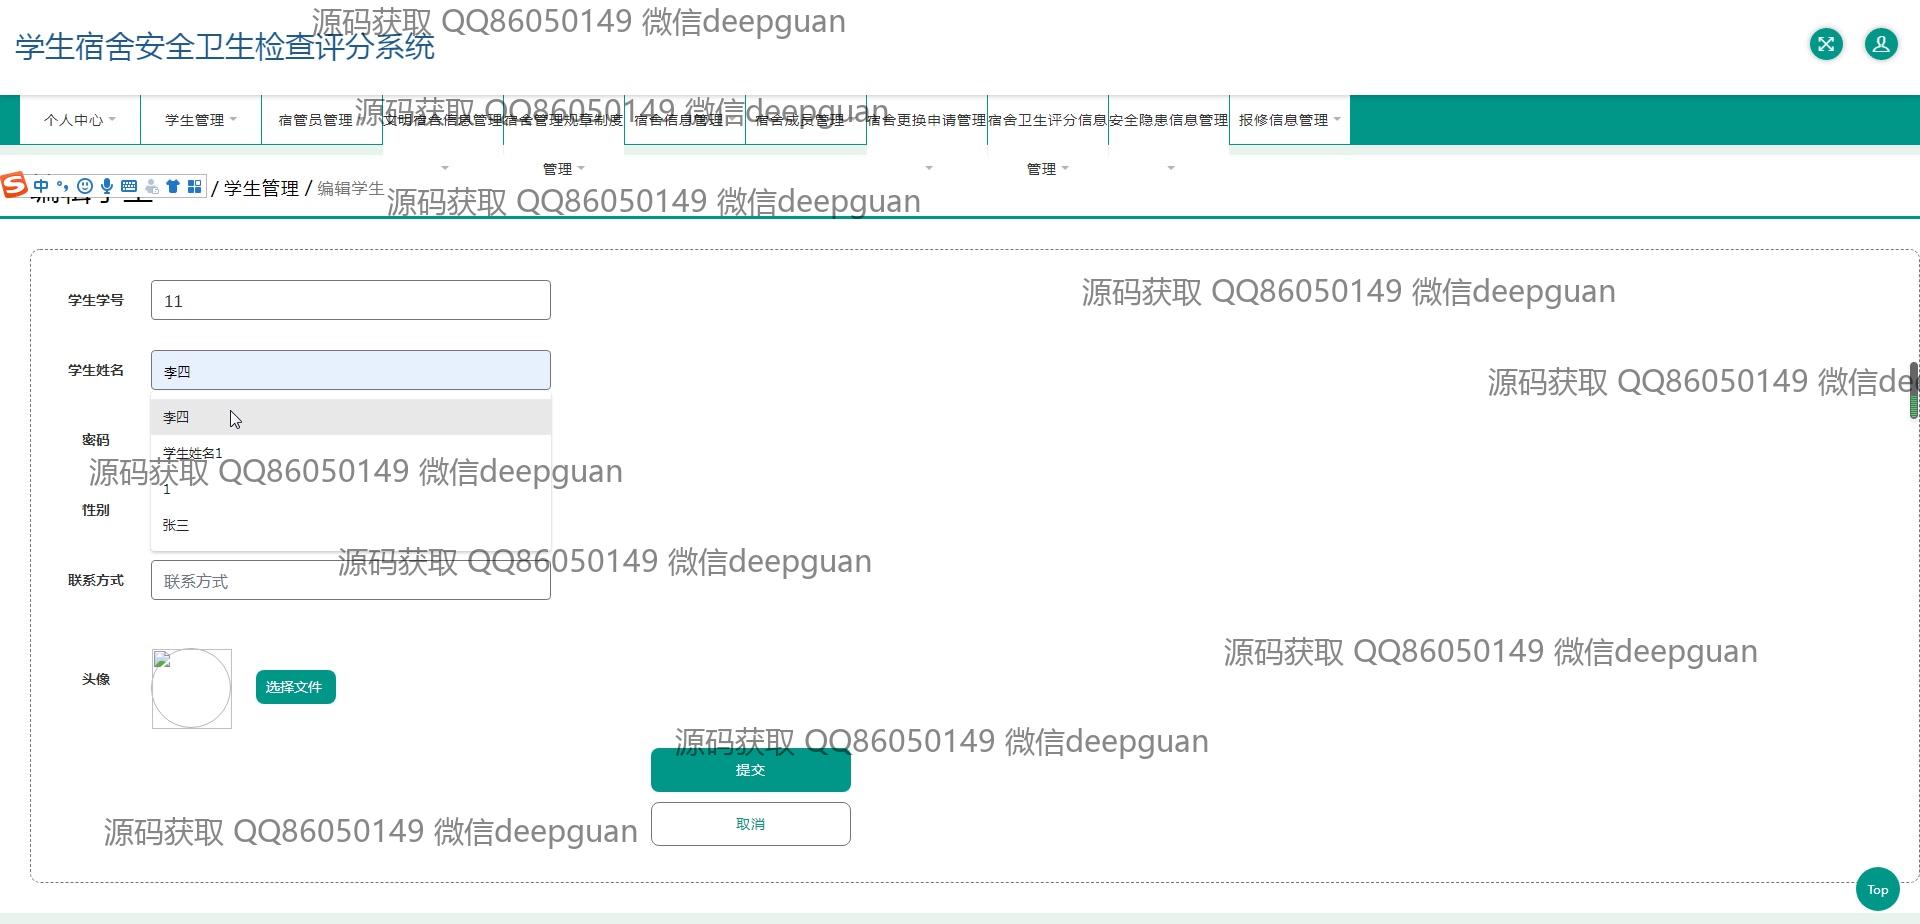 源码获取 QQ86050149 微信deepguan
学生宿舍安全卫生检查评分系统
源码获取 QQ86050149 微信deepguan
个人中心 学生管理 宿管员管理 文明宿舍信息管理 宿舍管理规章制度管理 宿舍信息管理 宿舍成员管理 宿舍更换申请管理 宿舍卫生评分信息管理 安全隐患信息管理 报修信息管理
中 / 学生管理 / 编辑学生
源码获取 QQ86050149 微信deepguan
学生学号 11
源码获取 QQ86050149 微信deepguan
学生姓名 李四
源码获取 QQ86050149 微信de
李四
密码
学生姓名1
源码获取 QQ86050149 微信deepguan
1
性别
张三
源码获取 QQ86050149 微信deepguan
联系方式 联系方式
源码获取 QQ86050149 微信deepguan
头像 选择文件
源码获取 QQ86050149 微信deepguan
提交
取消
源码获取 QQ86050149 微信deepguan
Top